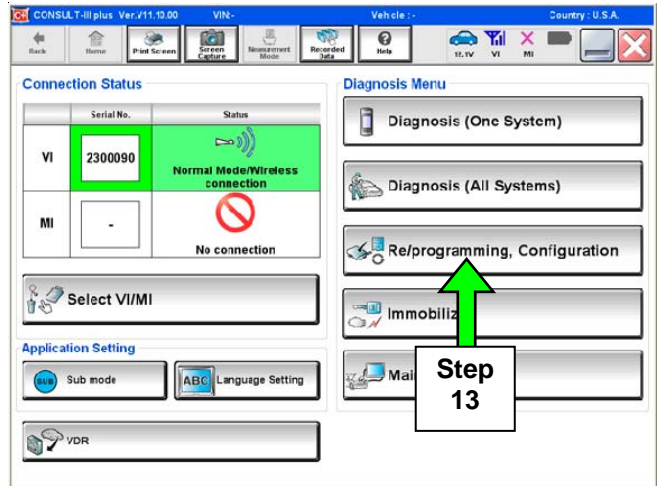 C+ CONSULT-III plus Ver.V11.10.00 VIN:- Vehicle : - Country : U.S.A.
Back Home Print Screen Screen Capture Measurement Mode Recorded Data Help 12.1V VI MI
Connection Status
Serial No. Status
VI 2300090 Normal Mode/Wireless connection
MI - No connection
Select VI/MI
Application Setting
SUB Sub mode ABC Language Setting
VDR
Diagnosis Menu
Diagnosis (One System)
Diagnosis (All Systems)
Re/programming, Configuration
Immobiliz
Mai
Step
13